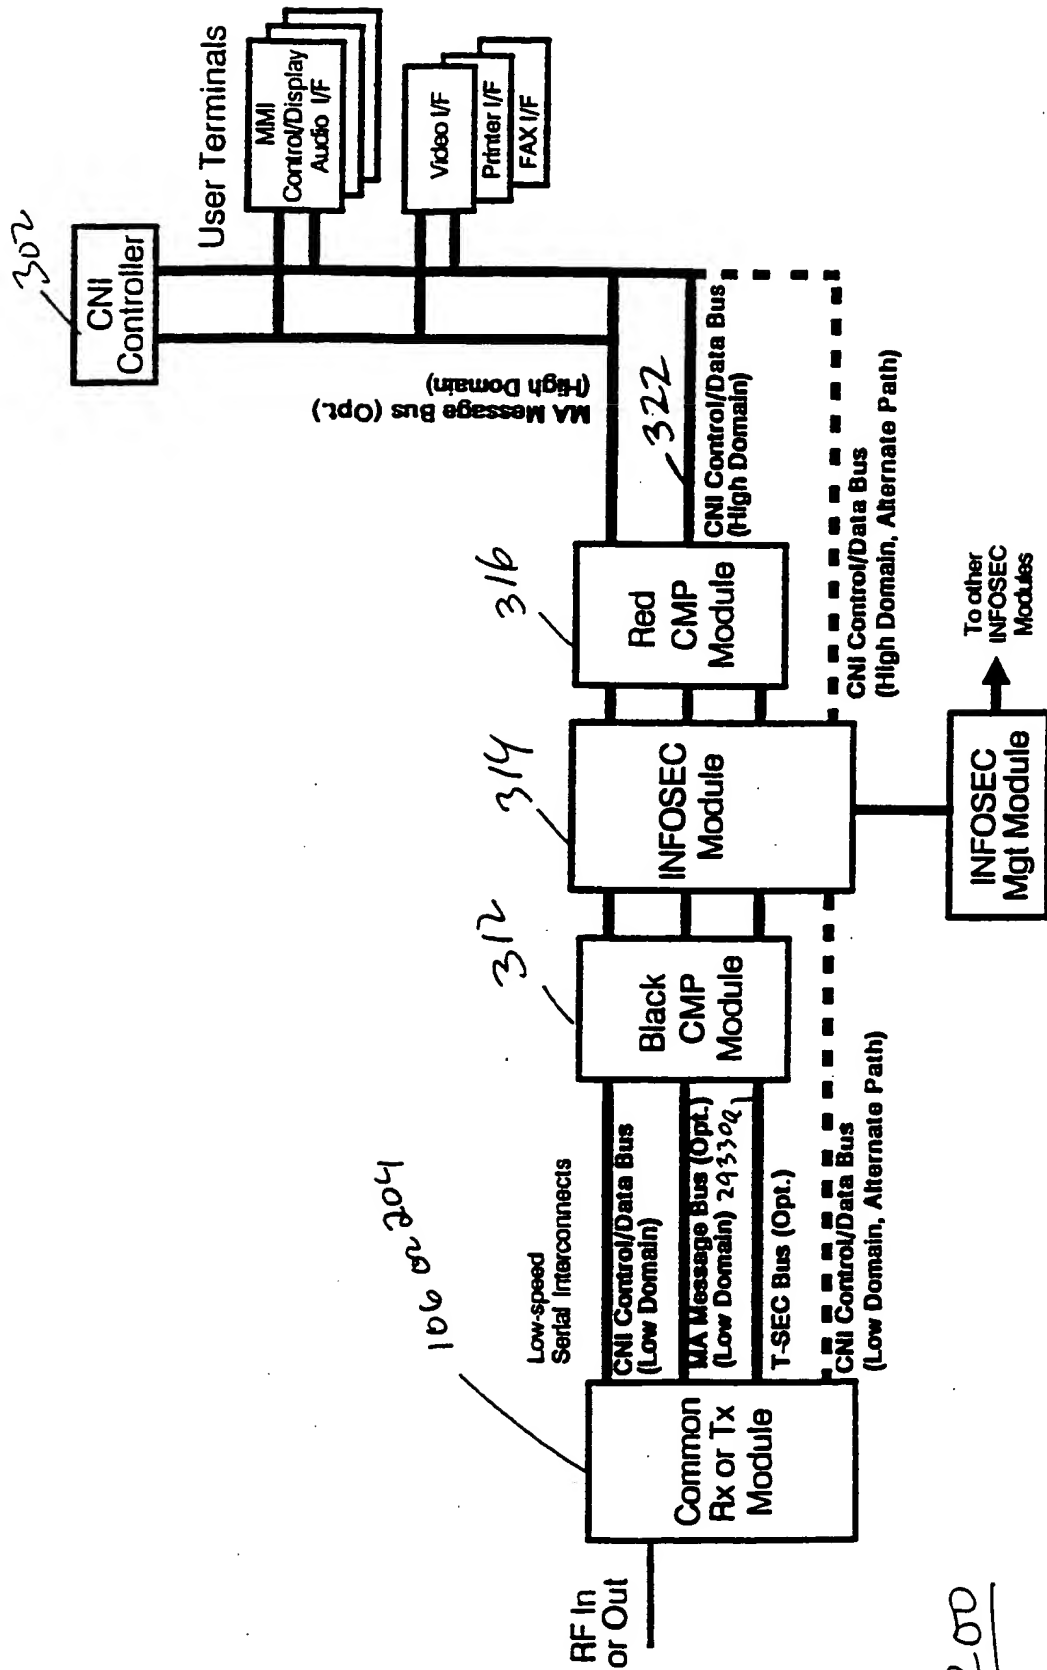 302
CNI
Controller
User Terminals
MMI
Control/Display
Audio I/F
Video I/F
Printer I/F
FAX I/F
MA Message Bus (Opt.)
(High Domain)
322
CNI Control/Data Bus
(High Domain)
CNI Control/Data Bus
(High Domain, Alternate Path)
316
Red
CMP
Module
314
INFOSEC
Module
To other
INFOSEC
Modules
INFOSEC
Mgt Module
312
Black
CMP
Module
106 or 204
Low-speed
Serial Interconnects
CNI Control/Data Bus
(Low Domain)
MA Message Bus (Opt.)
(Low Domain)
T-SEC Bus (Opt.)
CNI Control/Data Bus
(Low Domain, Alternate Path)
Common
Rx or Tx
Module
RF In
or Out